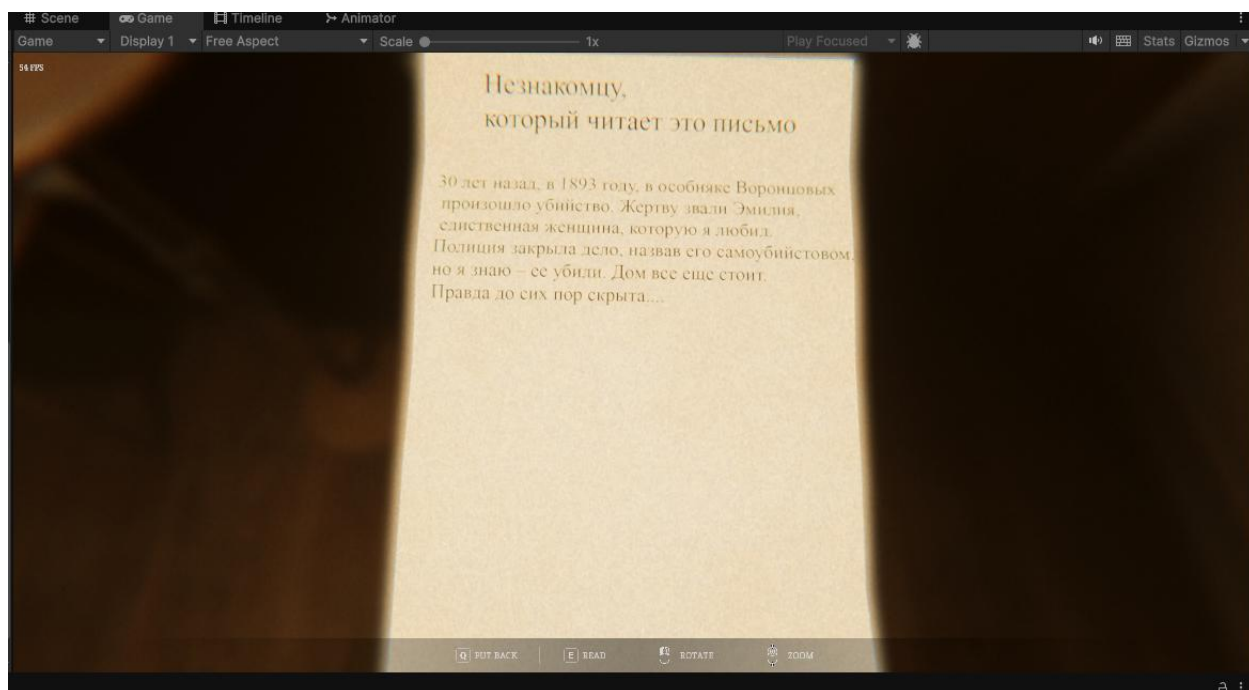 Scene Game Timeline Animator
Game Display 1 Free Aspect Scale 1x Play Focused Stats Gizmos
54 FPS
Незнакомцу,
который читает это письмо
30 лет назад, в 1893 году, в особняке Воронцовых
произошло убийство. Жертву звали Эмилия,
единственная женщина, которую я любил.
Полиция закрыла дело, назвав его самоубийстовом,
но я знаю – ее убили. Дом все еще стоит.
Правда до сих пор скрыта....
Q PUT BACK E READ ROTATE ZOOM